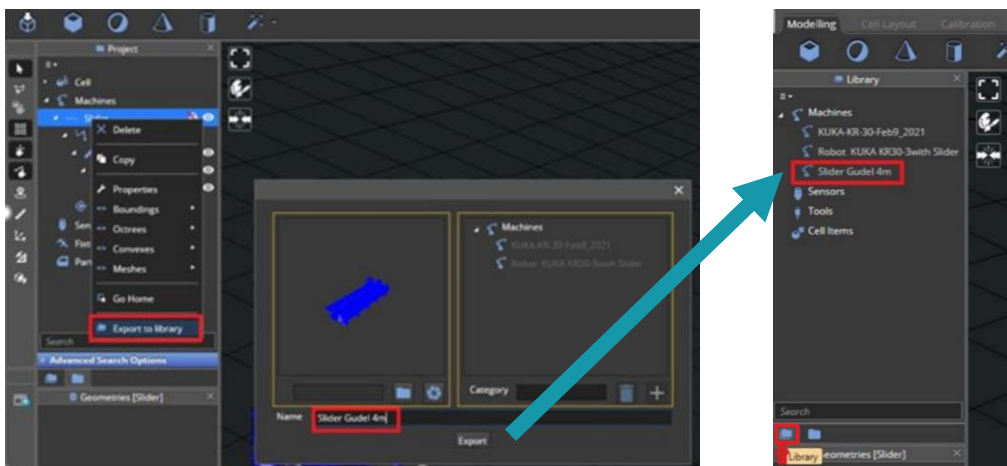 Project
Cell
Machines
Slider
Delete
Copy
Properties
Boundings
Octrees
Convexes
Meshes
Go Home
Export to library
Sen
Fixt
Par
Search
Advanced Search Options
Geometries [Slider]
Machines
KUKA-KR-30-Feb9_2021
Robot KUKA KR30-3with Slider
Category
Name
Slider Gudel 4m
Export
Modelling
Cell Layout
Calibration
Library
Machines
KUKA-KR-30-Feb9_2021
Robot KUKA KR30-3with Slider
Slider Gudel 4m
Sensors
Tools
Cell Items
Search
Library
Geometries [Slider]